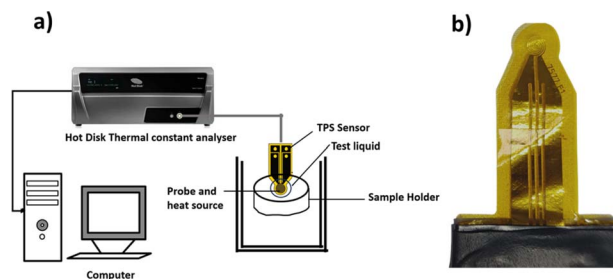 a)
b)
Hot Disk Thermal constant analyser
TPS Sensor
Test liquid
Probe and
heat source
Sample Holder
Computer